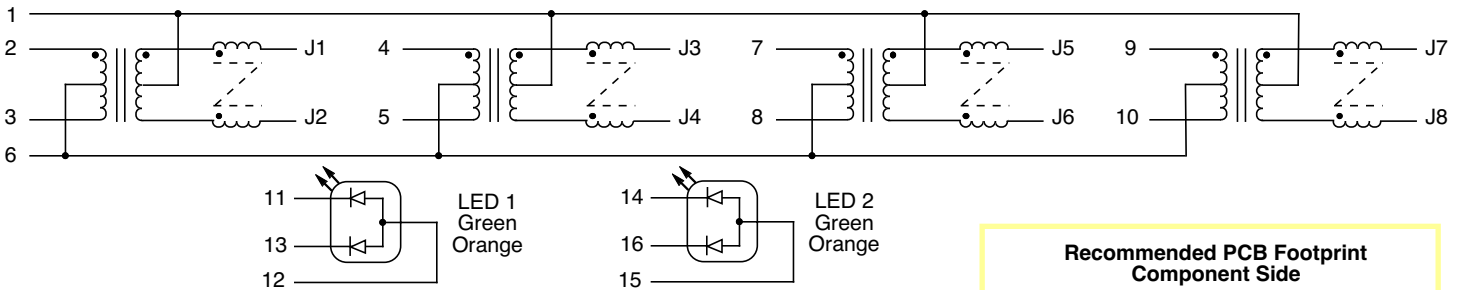 1
2 J1 4 J3 7 J5 9 J7
3 J2 5 J4 8 J6 10 J8
6
11 LED 1 14 LED 2
Green Green
13 Orange 16 Orange
12 15
Recommended PCB Footprint
Component Side